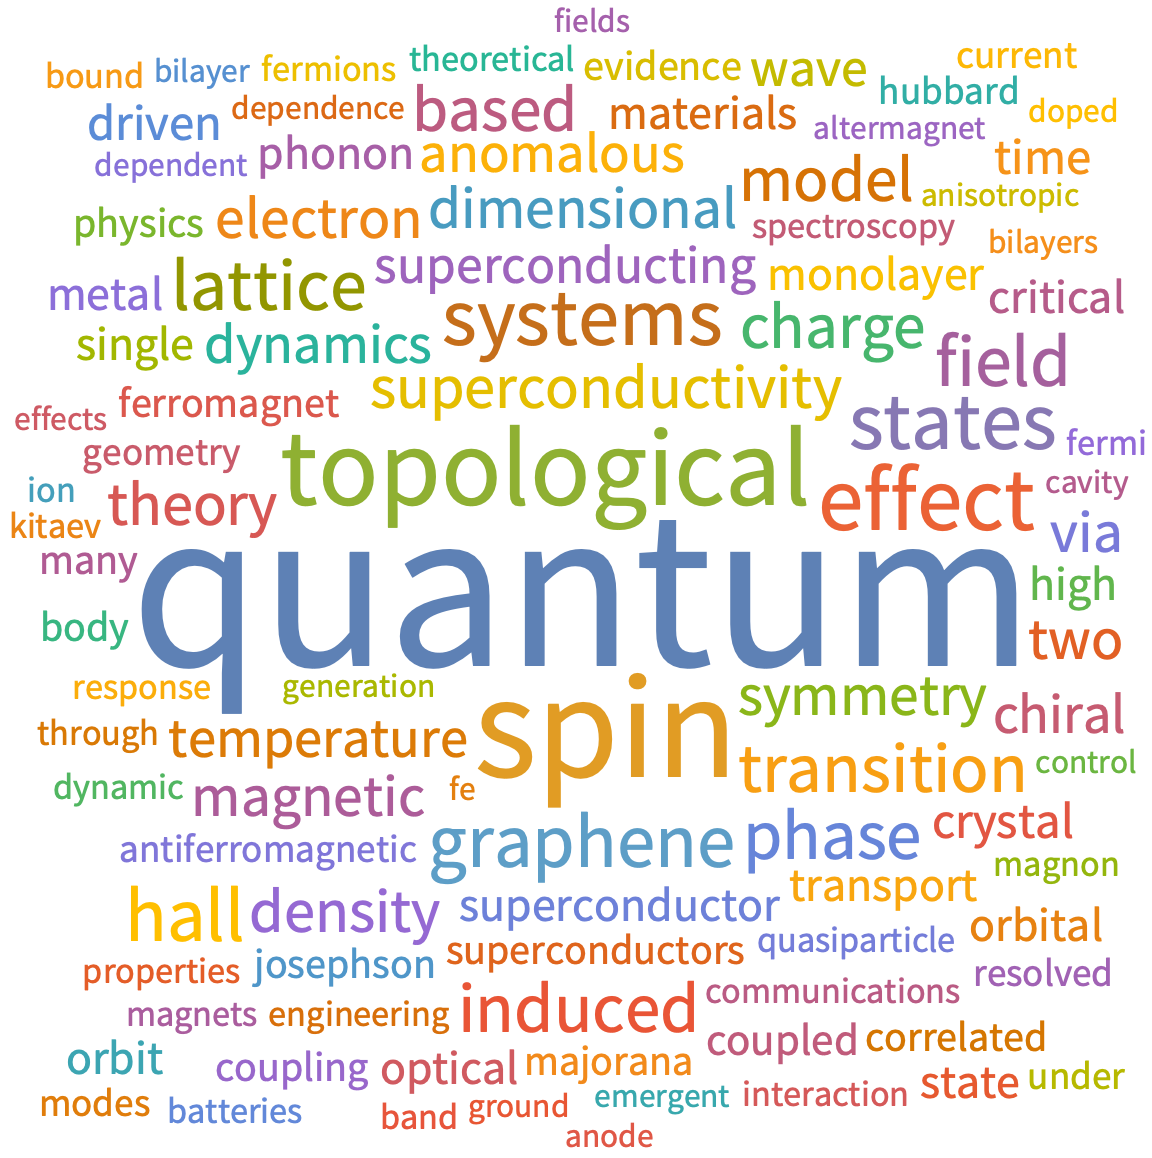 fields
bound bilayer fermions theoretical evidence wave current
driven dependence based materials hubbard doped
dependent phonon anomalous altermagnet time
physics electron dimensional model anisotropic
spectroscopy bilayers
metal lattice superconducting monolayer critical
single dynamics systems charge field
effects ferromagnet superconductivity states fermi
geometry topological effect cavity
ion theory via
kitaev
many quantum high
body two
response generation spin symmetry chiral
through temperature transition control
dynamic magnetic fe
antiferromagnetic graphene phase crystal
magnon
hall density superconductor transport orbital
properties josephson superconductors quasiparticle resolved
magnets engineering induced communications
orbit coupling optical majorana coupled correlated
modes batteries band ground emergent interaction state under
anode